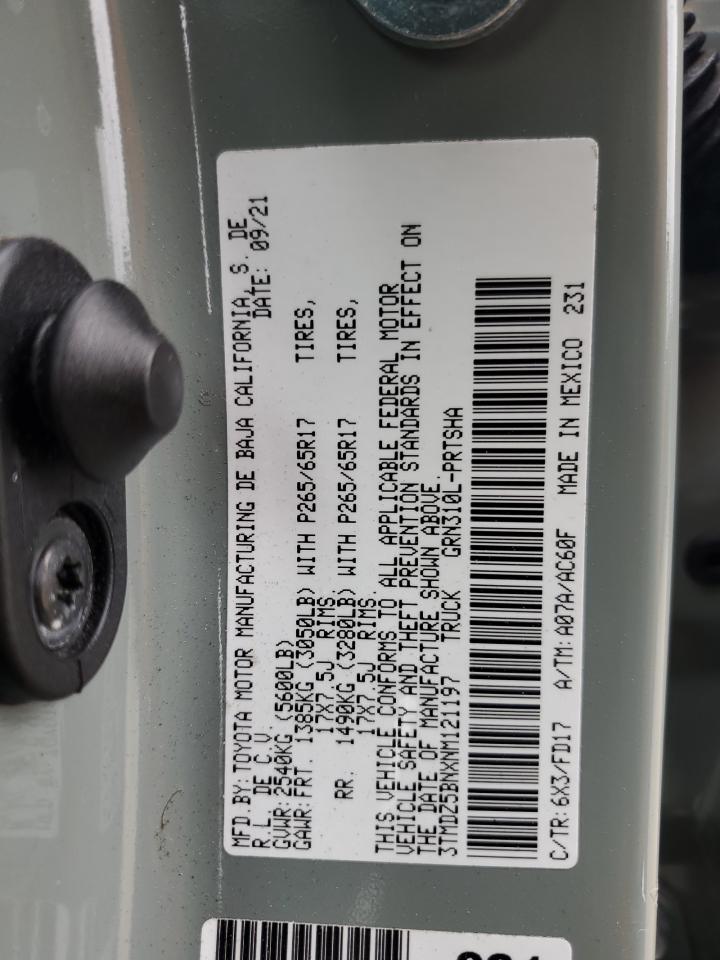 MFD.BY:TOYOTA MOTOR MANUFACTURING DE BAJA CALIFORNIA, S. DE
R.L. DE C.V. DATE: 09/21
GVWR:2540KG (5600LB)
GAWR:FRT. 1385KG (3050LB) WITH P265/65R17 TIRES,
17X7.5J RIMS.
RR. 1490KG (3280LB) WITH P265/65R17 TIRES,
17X7.5J RIMS.
THIS VEHICLE CONFORMS TO ALL APPLICABLE FEDERAL MOTOR
VEHICLE SAFETY AND THEFT PREVENTION STANDARDS IN EFFECT ON
THE DATE OF MANUFACTURE SHOWN ABOVE.
3TMDZ5BNXNM121197 TRUCK GRN310L-PRTSHA
C/TR:6X3/FD17 A/TM:A07A/AC60F MADE IN MEXICO 231